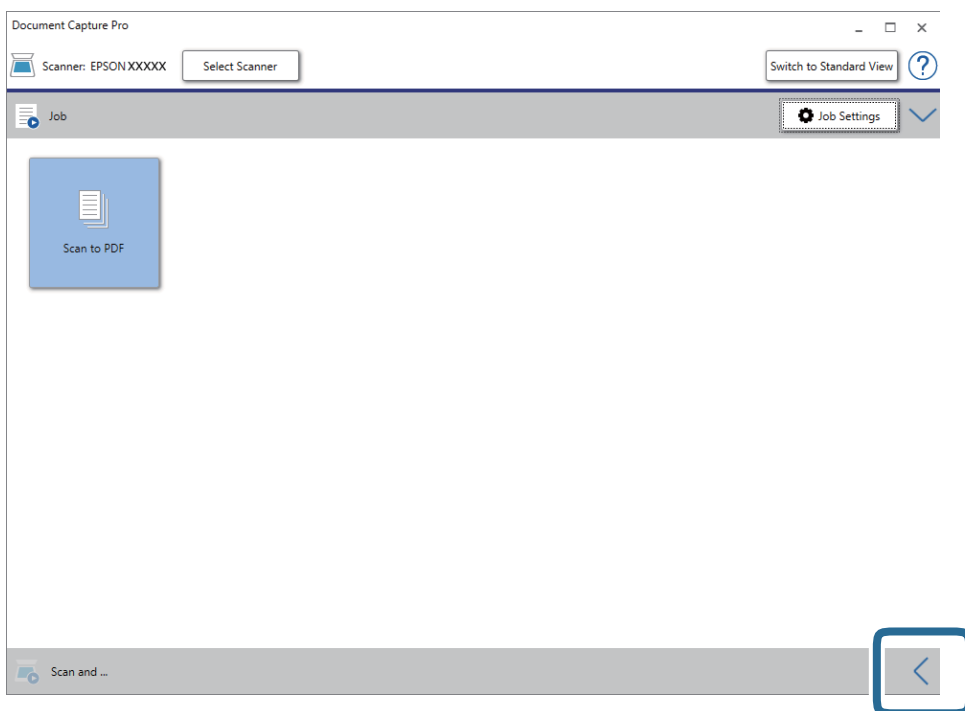 Document Capture Pro
Scanner: EPSON XXXXX Select Scanner Switch to Standard View ?
Job Job Settings
Scan to PDF
Scan and ...